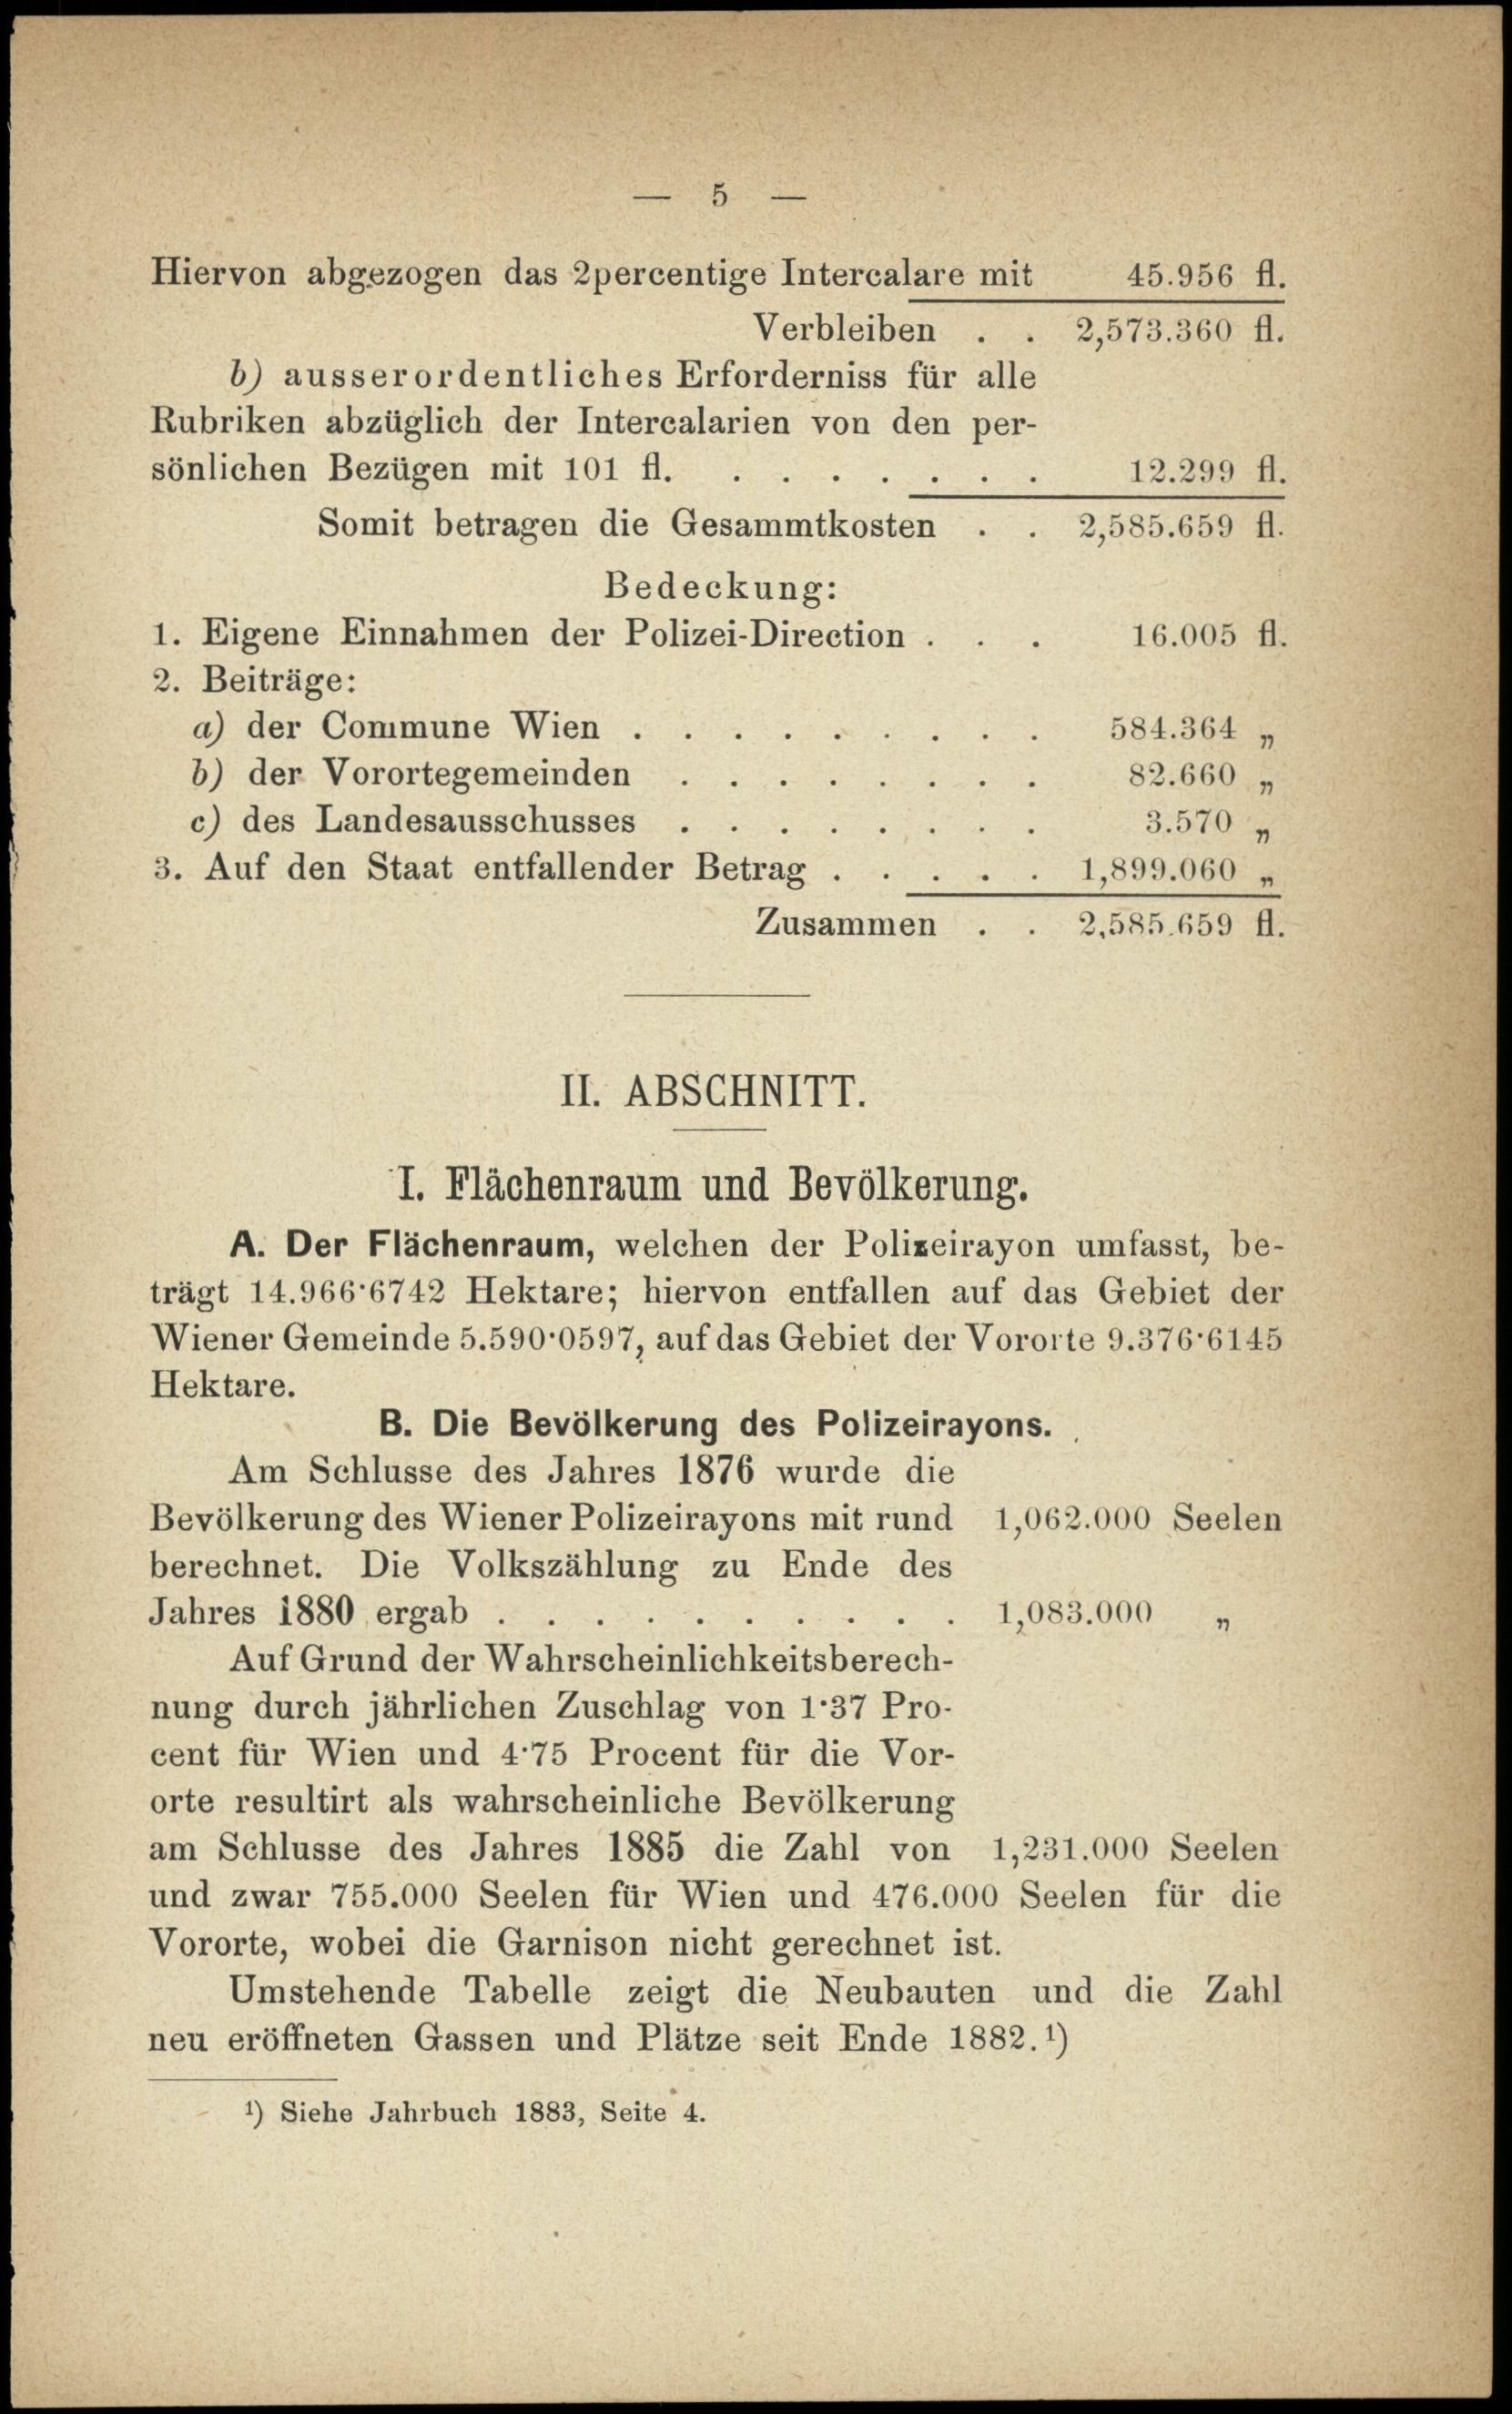 — 5 —
Hiervon abgezogen das 2percentige Intercalare mit 45.956 fl.
Verbleiben . . 2,573.360 fl.
b) ausserordentliches Erforderniss für alle
Rubriken abzüglich der Intercalarien von den per-
sönlichen Bezügen mit 101 fl. . . . . . . . 12.299 fl.
Somit betragen die Gesammtkosten . . 2,585.659 fl.
Bedeckung:
1. Eigene Einnahmen der Polizei-Direction . . . 16.005 fl.
2. Beiträge:
a) der Commune Wien . . . . . . . . . 584.364 „
b) der Vorortegemeinden . . . . . . . . 82.660 „
c) des Landesausschusses . . . . . . . . 3.570 „
3. Auf den Staat entfallender Betrag . . . . . 1,899.060 „
Zusammen . . 2,585.659 fl.
II. ABSCHNITT.
I. Flächenraum und Bevölkerung.
A. Der Flächenraum, welchen der Polizeirayon umfasst, be-
trägt 14.966·6742 Hektare; hiervon entfallen auf das Gebiet der
Wiener Gemeinde 5.590·0597, auf das Gebiet der Vororte 9.376·6145
Hektare.
B. Die Bevölkerung des Polizeirayons.
Am Schlusse des Jahres 1876 wurde die
Bevölkerung des Wiener Polizeirayons mit rund 1,062.000 Seelen
berechnet. Die Volkszählung zu Ende des
Jahres 1880 ergab . . . . . . . . . . 1,083.000 „
Auf Grund der Wahrscheinlichkeitsberech-
nung durch jährlichen Zuschlag von 1·37 Pro-
cent für Wien und 4·75 Procent für die Vor-
orte resultirt als wahrscheinliche Bevölkerung
am Schlusse des Jahres 1885 die Zahl von 1,231.000 Seelen
und zwar 755.000 Seelen für Wien und 476.000 Seelen für die
Vororte, wobei die Garnison nicht gerechnet ist.
Umstehende Tabelle zeigt die Neubauten und die Zahl
neu eröffneten Gassen und Plätze seit Ende 1882.¹)
¹) Siehe Jahrbuch 1883, Seite 4.